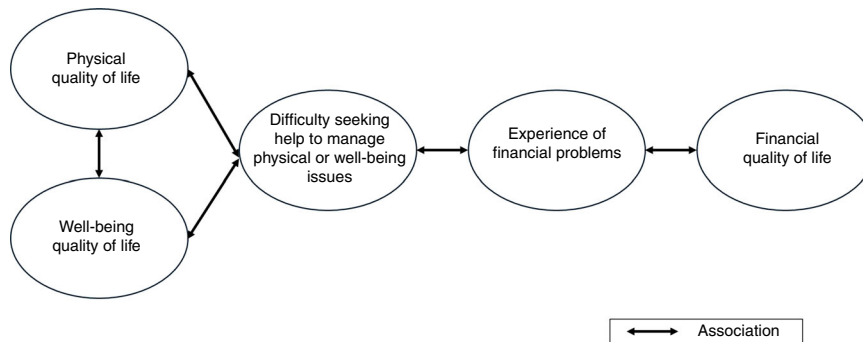 Physical
quality of life
Well-being
quality of life
Difficulty seeking
help to manage
physical or well-being
issues
Experience of
financial problems
Financial
quality of life
Association